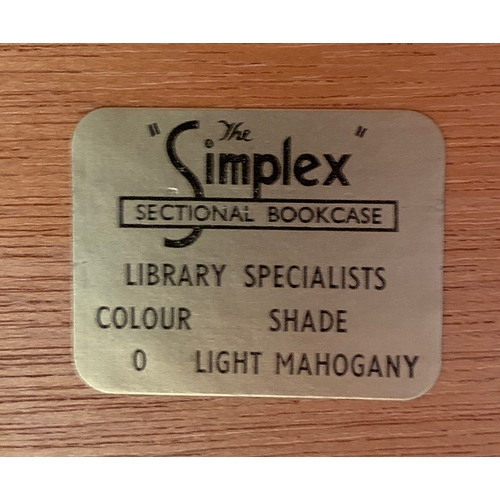 "The Simplex"
SECTIONAL BOOKCASE
LIBRARY SPECIALISTS
COLOUR SHADE
0 LIGHT MAHOGANY